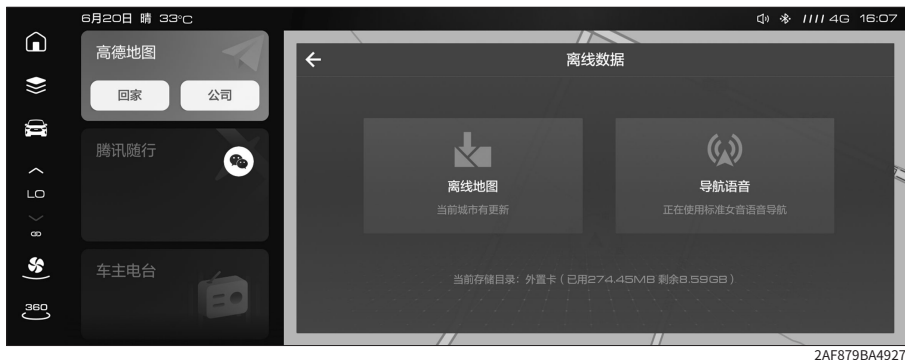 6月20日 晴 33°C
4G 16:07
高德地图
回家
公司
离线数据
腾讯随行
离线地图
当前城市有更新
导航语音
正在使用标准女音语音导航
LO
车主电台
当前存储目录：外置卡（已用274.45MB 剩余8.59GB）
360
2AF879BA4927